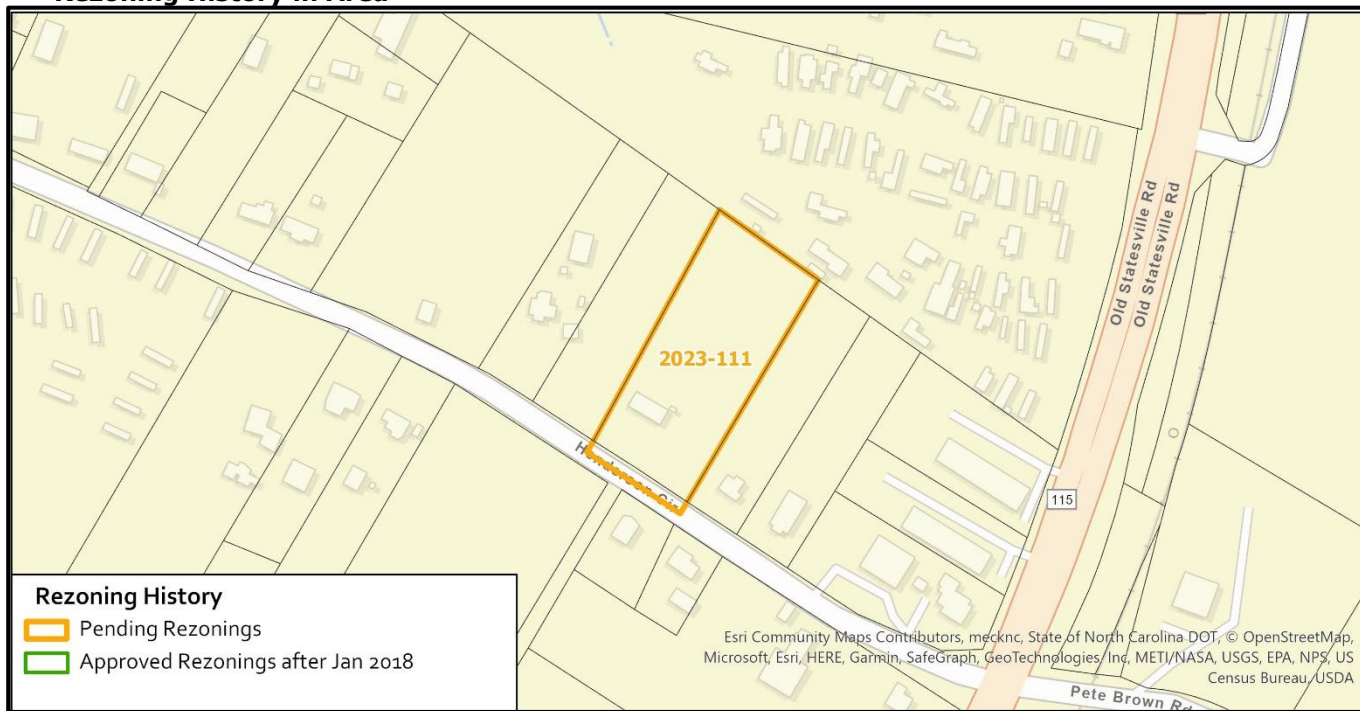 Rezoning History in Area
Old Statesville Rd
Old Statesville Rd
2023-111
Henderson Cir
115
Rezoning History
Pending Rezonings
Approved Rezonings after Jan 2018
Esri Community Maps Contributors, mecknc, State of North Carolina DOT, © OpenStreetMap,
Microsoft, Esri, HERE, Garmin, SafeGraph, GeoTechnologies, Inc, METI/NASA, USGS, EPA, NPS, US
Census Bureau, USDA
Pete Brown Rd